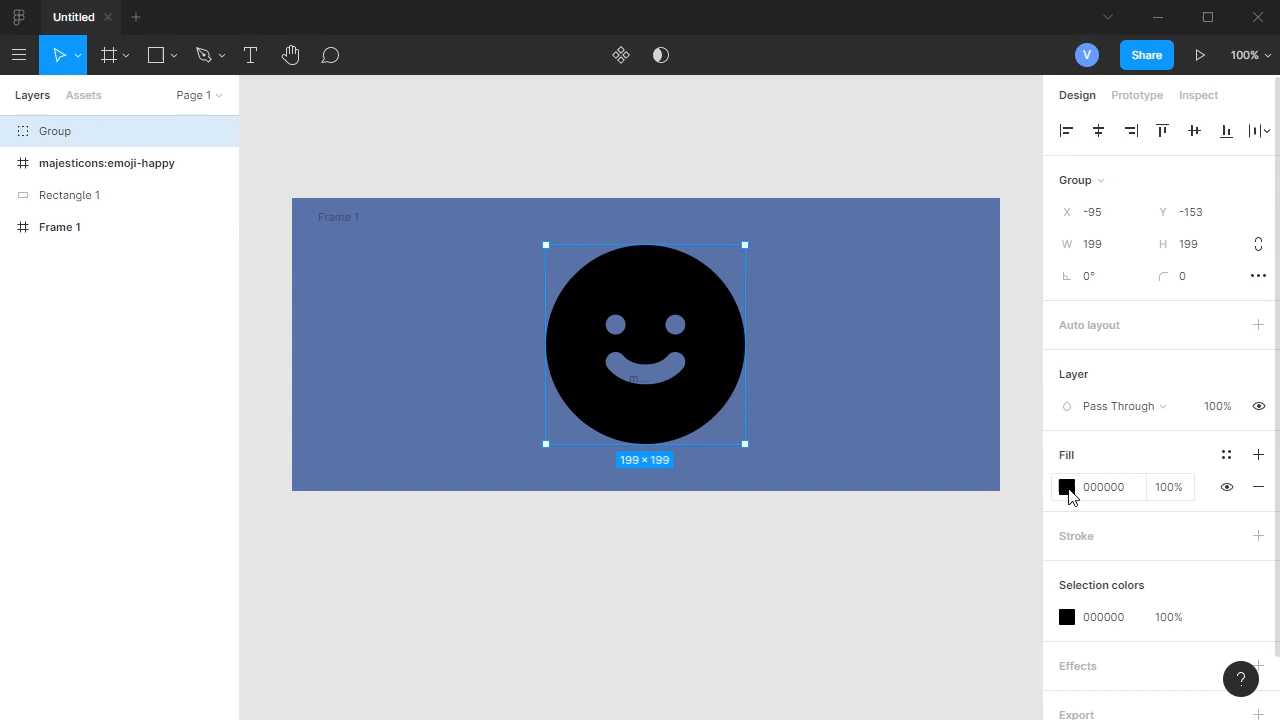 Untitled
V
Share
100%
Layers
Assets
Page 1
Design
Prototype
Inspect
Group
majesticons:emoji-happy
Rectangle 1
Frame 1
Frame 1
199 × 199
Group
X -95
Y -153
W 199
H 199
0°
0
Auto layout
Layer
Pass Through
100%
Fill
000000
100%
Stroke
Selection colors
000000
100%
Effects
?
Export